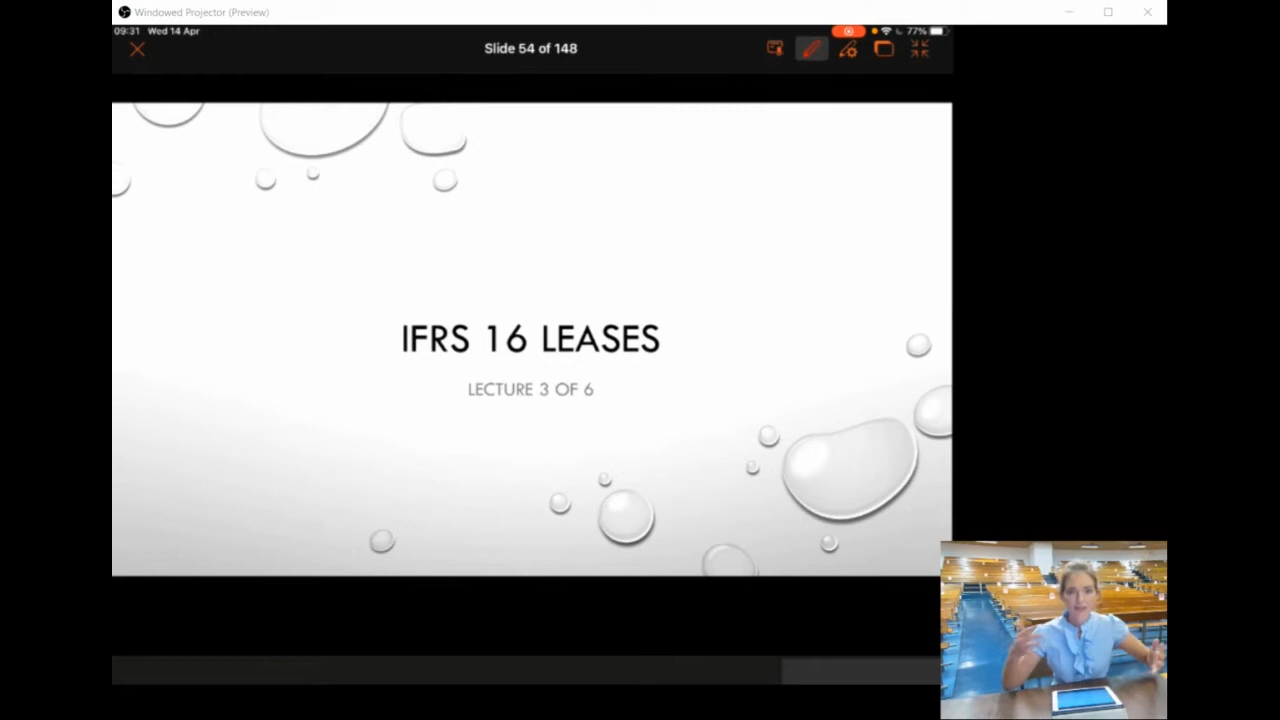 Windowed Projector (Preview)
09:31 Wed 14 Apr
77%
Slide 54 of 148
IFRS 16 LEASES
LECTURE 3 OF 6